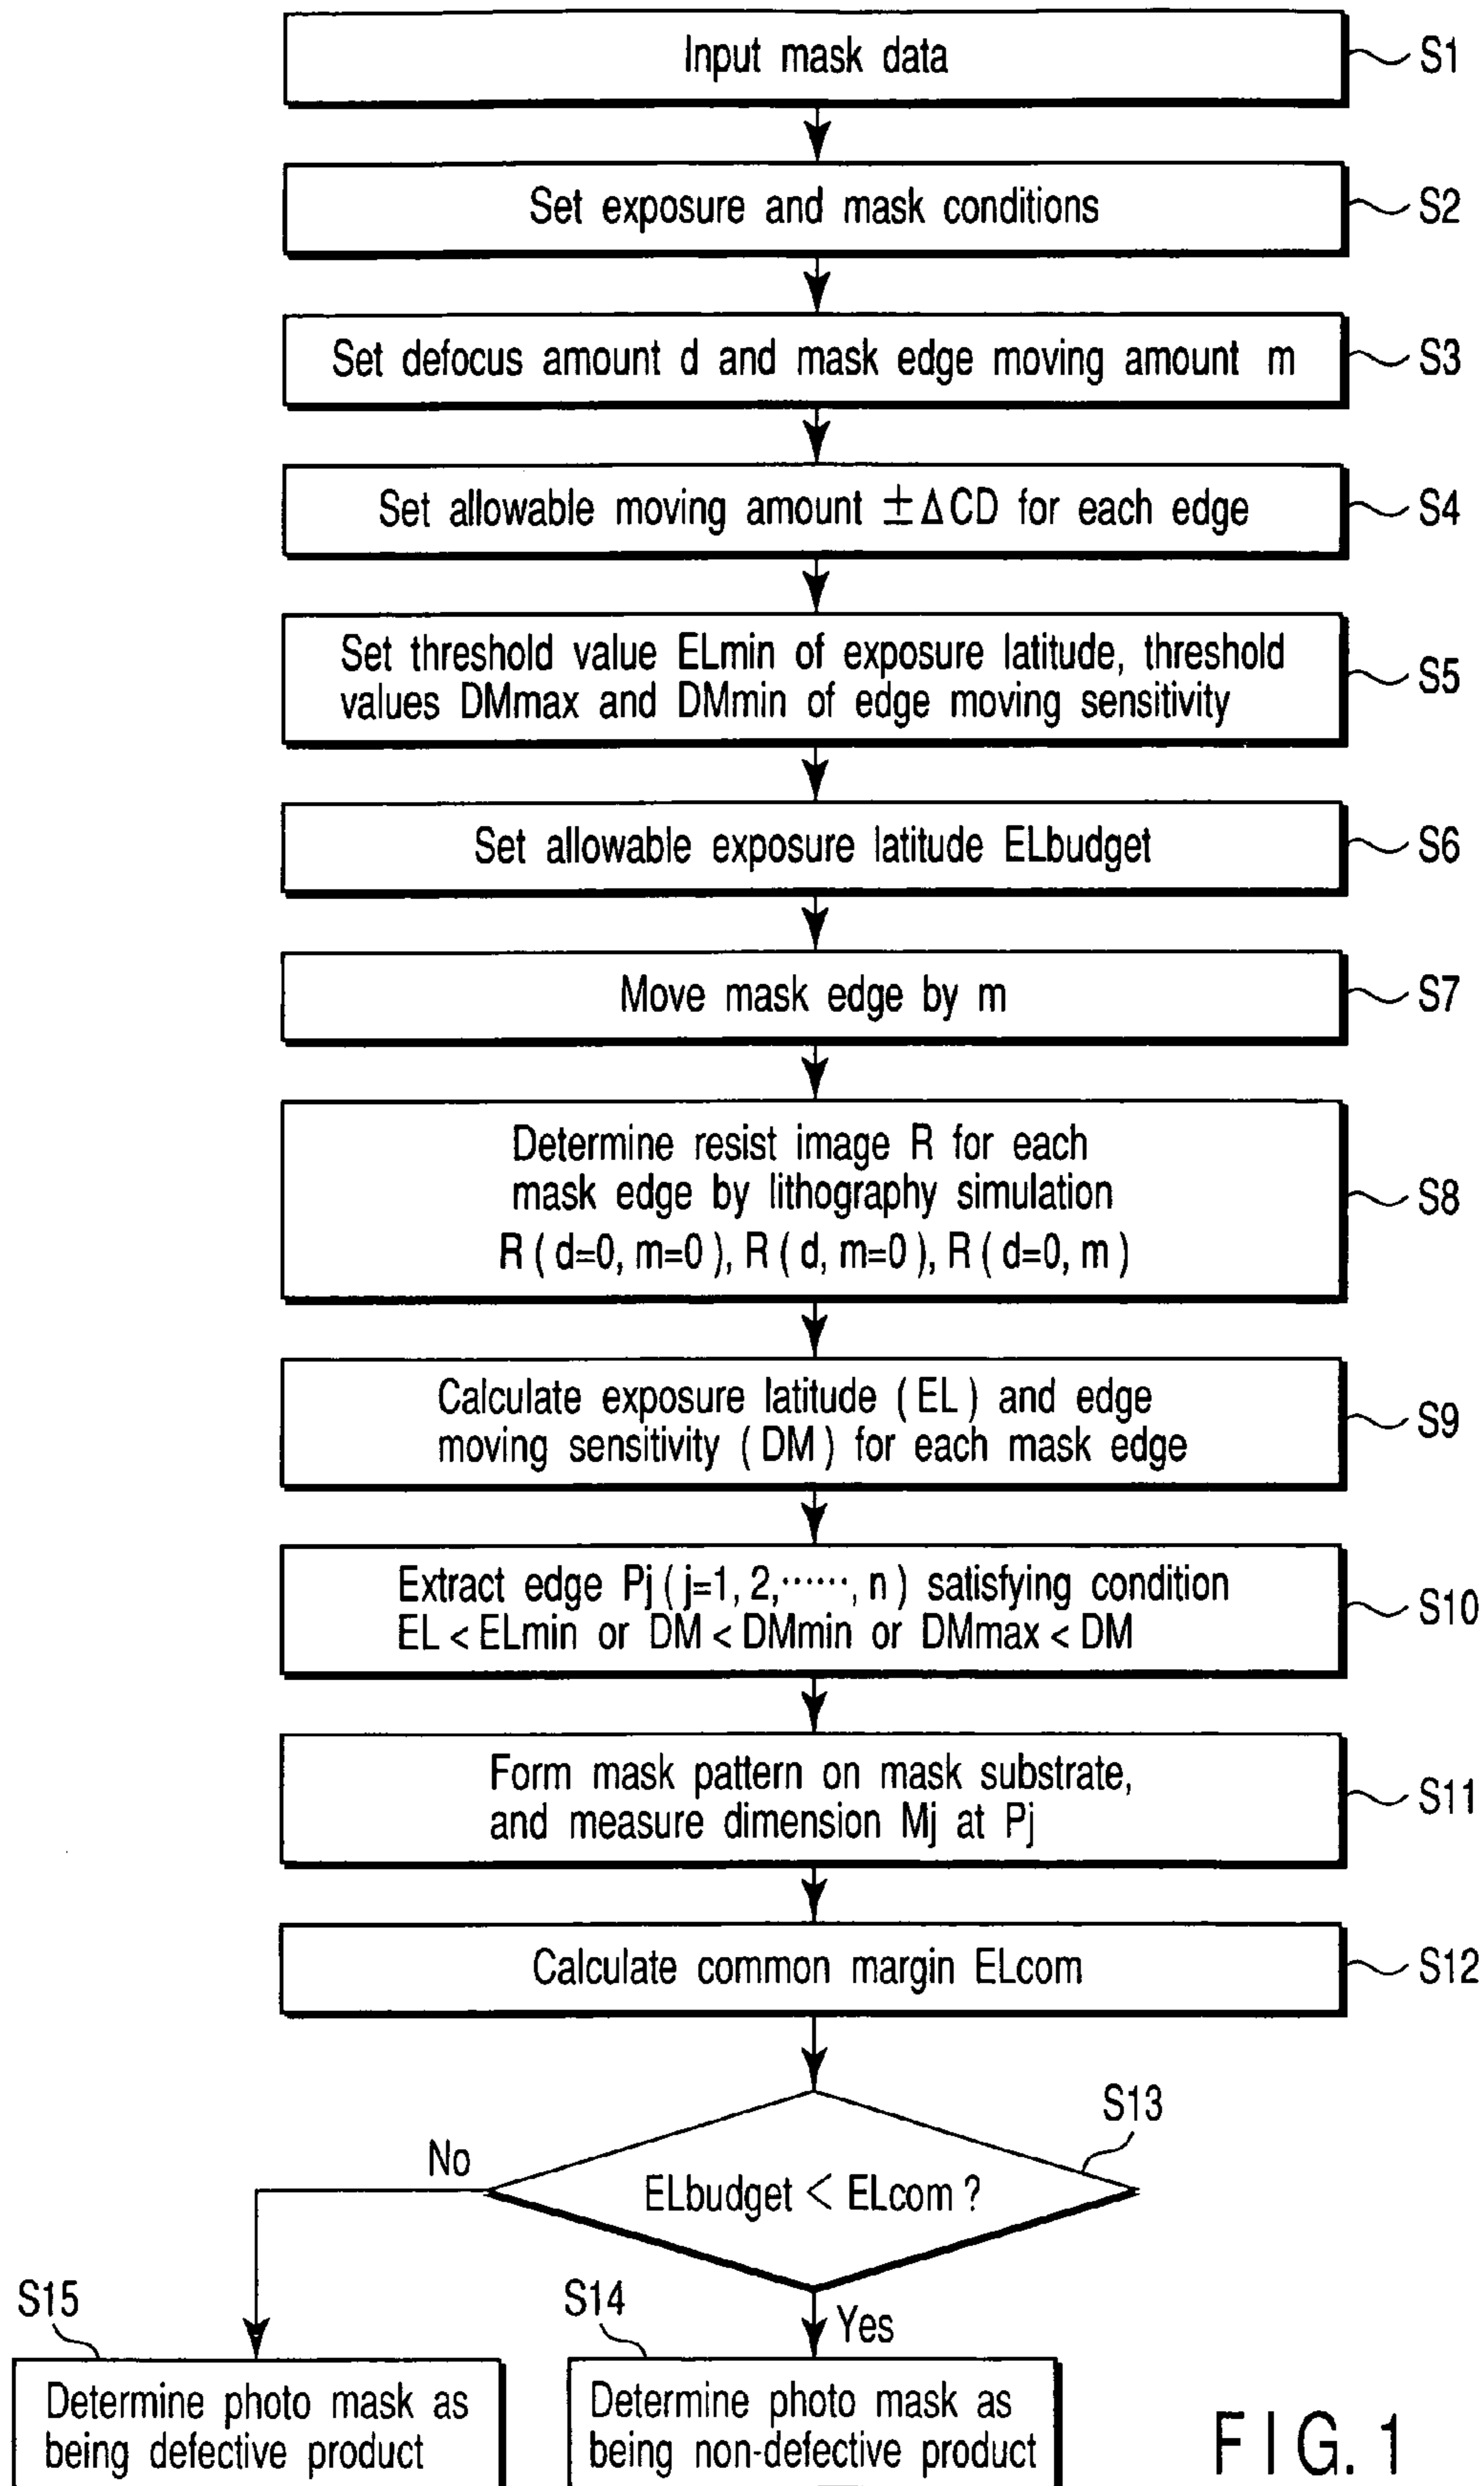 Input mask data
S1
Set exposure and mask conditions
S2
Set defocus amount d and mask edge moving amount m
S3
Set allowable moving amount ±ΔCD for each edge
S4
Set threshold value ELmin of exposure latitude, threshold
values DMmax and DMmin of edge moving sensitivity
S5
Set allowable exposure latitude ELbudget
S6
Move mask edge by m
S7
Determine resist image R for each
mask edge by lithography simulation
R ( d=0, m=0 ), R ( d, m=0 ), R ( d=0, m )
S8
Calculate exposure latitude ( EL ) and edge
moving sensitivity ( DM ) for each mask edge
S9
Extract edge Pj ( j=1, 2,······, n ) satisfying condition
EL < ELmin or DM < DMmin or DMmax < DM
S10
Form mask pattern on mask substrate,
and measure dimension Mj at Pj
S11
Calculate common margin ELcom
S12
S13
No
ELbudget < ELcom ?
S15
S14
Yes
Determine photo mask as
being defective product
Determine photo mask as
being non-defective product
FIG. 1